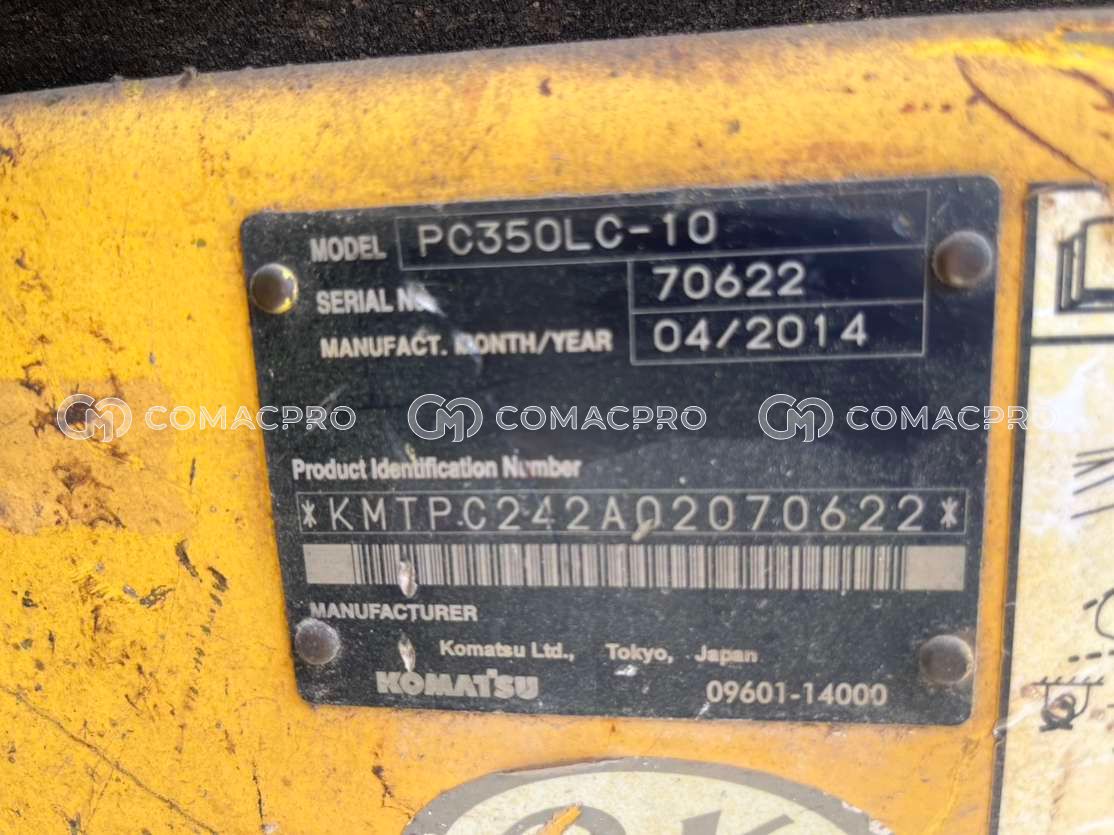 MODEL PC350LC-10
SERIAL NO. 70622
MANUFACT. MONTH/YEAR 04/2014
COMACPRO COMACPRO COMACPRO
Product Identification Number
*KMTPC242A02070622*
MANUFACTURER
Komatsu Ltd., Tokyo, Japan
KOMATSU 09601-14000